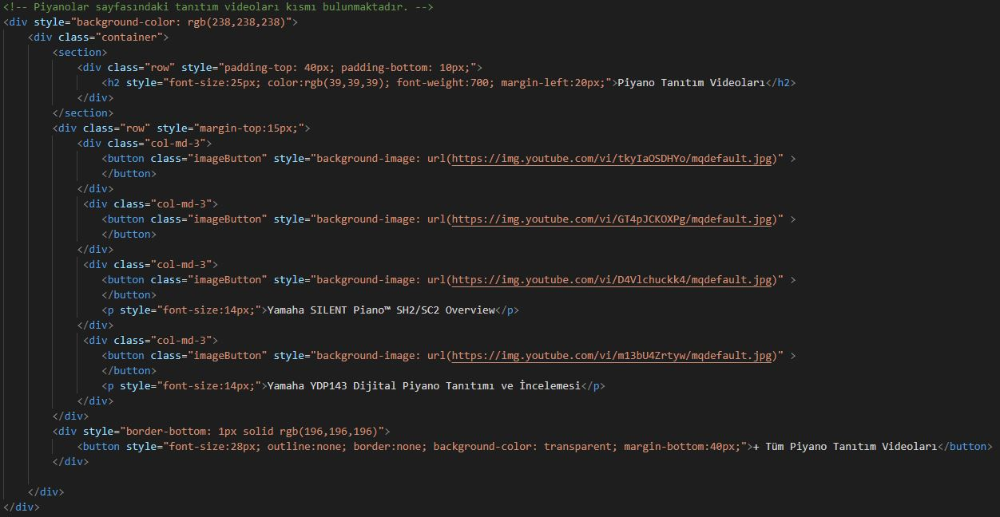 <!-- Piyanolar sayfasındaki tanıtım videoları kısmı bulunmaktadır. -->
<div style="background-color: rgb(238,238,238)">
<div class="container">
<section>
<div class="row" style="padding-top: 40px; padding-bottom: 10px;">
<h2 style="font-size:25px; color:rgb(39,39,39); font-weight:700; margin-left:20px;">Piyano Tanıtım Videoları</h2>
</div>
</section>
<div class="row" style="margin-top:15px;">
<div class="col-md-3">
<button class="imageButton" style="background-image: url(https://img.youtube.com/vi/tkyIaOSDHYo/mqdefault.jpg)" >
</button>
</div>
<div class="col-md-3">
<button class="imageButton" style="background-image: url(https://img.youtube.com/vi/GT4pJCKOXPg/mqdefault.jpg)" >
</button>
</div>
<div class="col-md-3">
<button class="imageButton" style="background-image: url(https://img.youtube.com/vi/D4Vlchuckk4/mqdefault.jpg)" >
</button>
<p style="font-size:14px;">Yamaha SILENT Piano™ SH2/SC2 Overview</p>
</div>
<div class="col-md-3">
<button class="imageButton" style="background-image: url(https://img.youtube.com/vi/m13bU4Zrtyw/mqdefault.jpg)" >
</button>
<p style="font-size:14px;">Yamaha YDP143 Dijital Piyano Tanıtımı ve İncelemesi</p>
</div>
</div>
<div style="border-bottom: 1px solid rgb(196,196,196)">
<button style="font-size:28px; outline:none; border:none; background-color: transparent; margin-bottom:40px;">+ Tüm Piyano Tanıtım Videoları</button>
</div>
</div>
</div>